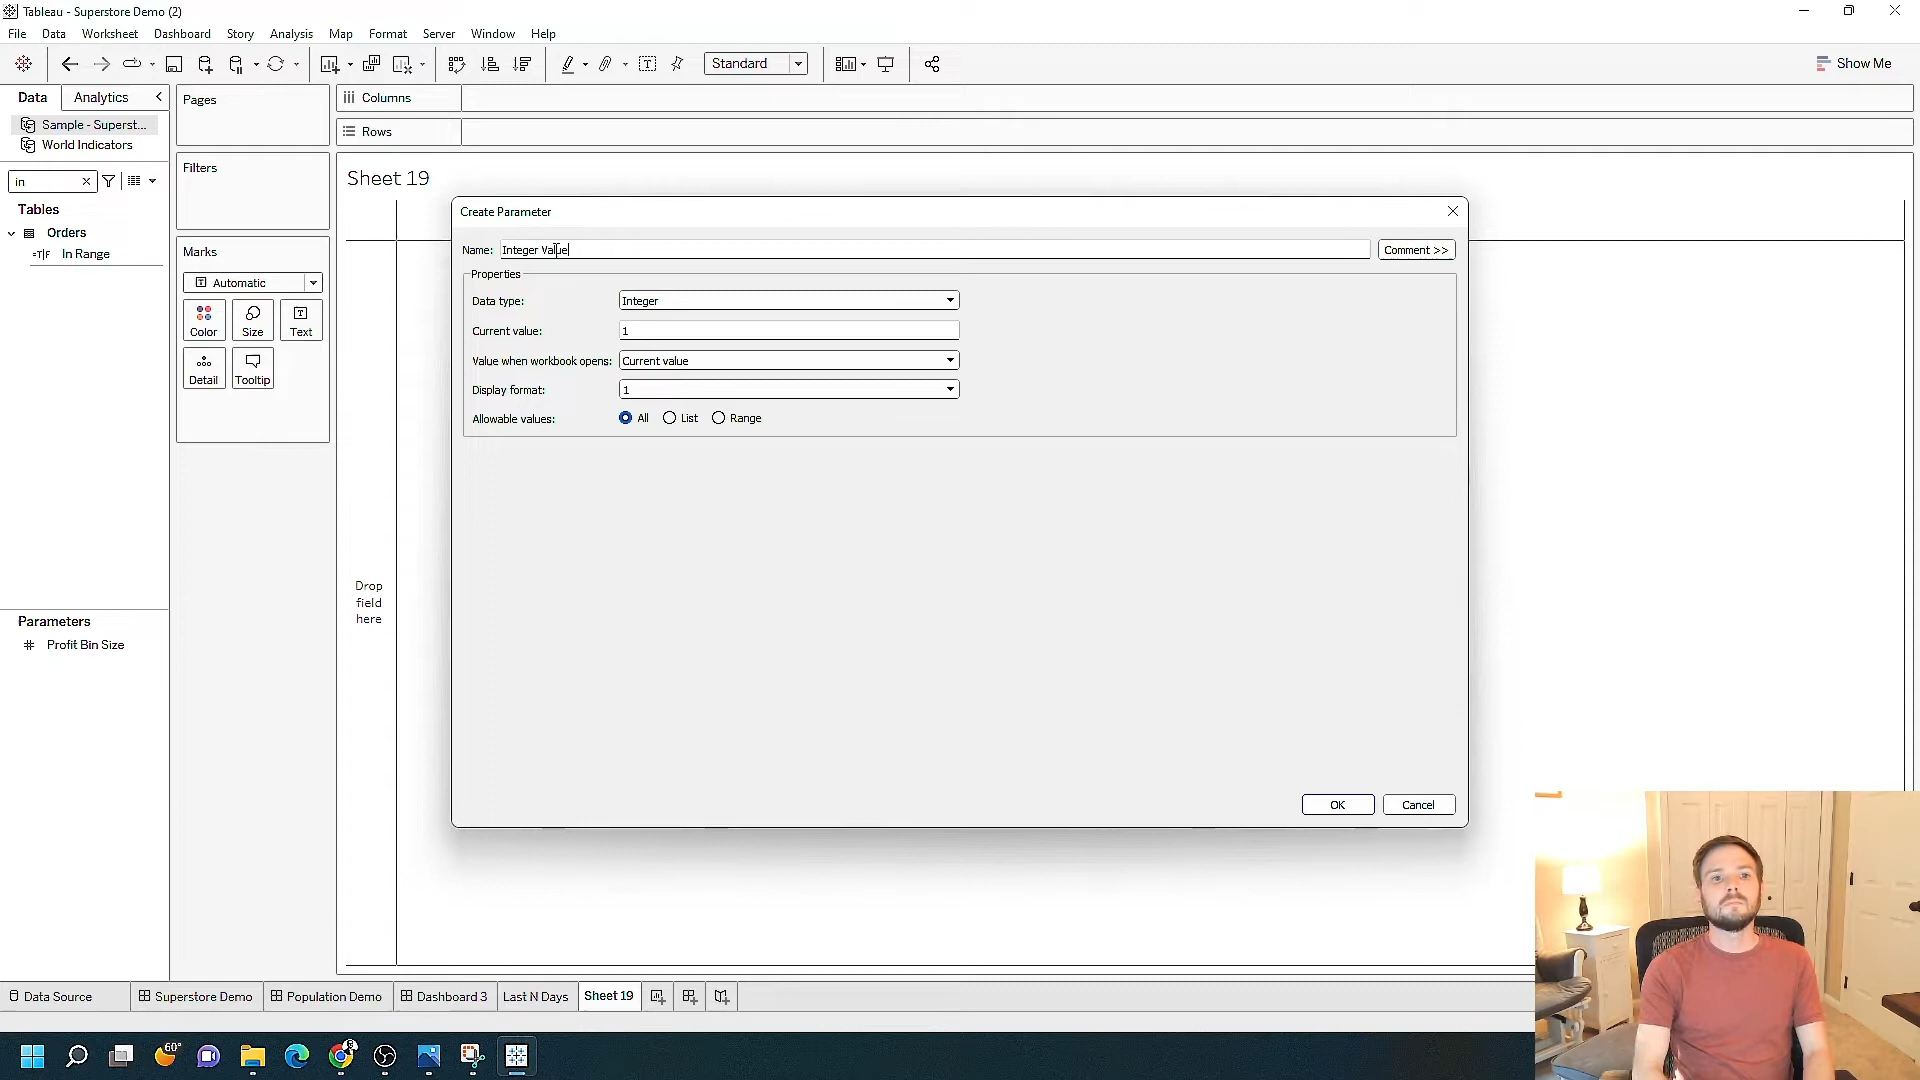 Tableau - Superstore Demo (2)
File Data Worksheet Dashboard Story Analysis Map Format Server Window Help
Standard
Show Me
Data Analytics
Sample - Superst...
World Indicators
in
Tables
Orders
In Range
Parameters
Profit Bin Size
Pages
Filters
Marks
Automatic
Color Size Text
Detail Tooltip
Columns
Rows
Sheet 19
Drop
field
here
Create Parameter
Name: Integer Value Comment >>
Properties
Data type: Integer
Current value: 1
Value when workbook opens: Current value
Display format: 1
Allowable values: All List Range
OK Cancel
Data Source Superstore Demo Population Demo Dashboard 3 Last N Days Sheet 19
60°